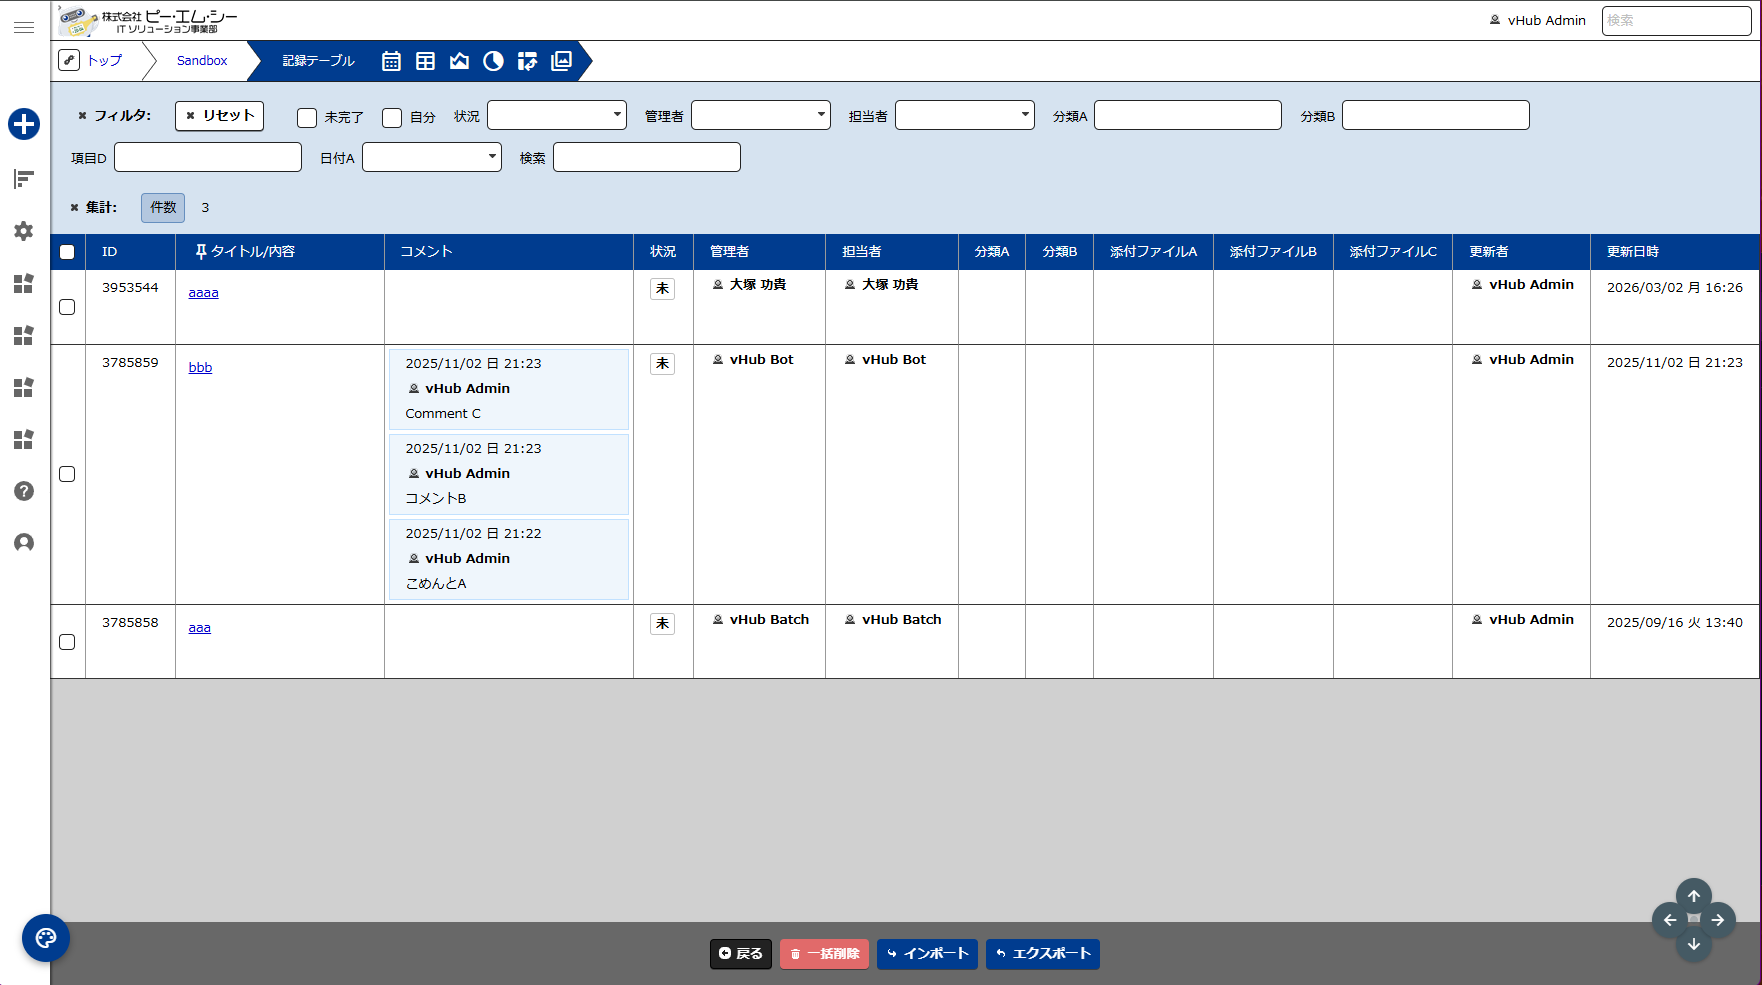 株式会社 ピー・エム・シー
ITソリューション事業部
vHub Admin
検索
トップ
Sandbox
記録テーブル
フィルタ:
リセット
未完了
自分
状況
管理者
担当者
分類A
分類B
項目D
日付A
検索
集計:
件数
3
ID
タイトル/内容
コメント
状況
管理者
担当者
分類A
分類B
添付ファイルA
添付ファイルB
添付ファイルC
更新者
更新日時
3953544
aaaa
未
大塚 功貴
大塚 功貴
vHub Admin
2026/03/02 月 16:26
3785859
bbb
2025/11/02 日 21:23
vHub Admin
Comment C
2025/11/02 日 21:23
vHub Admin
コメントB
2025/11/02 日 21:22
vHub Admin
こめんとA
未
vHub Bot
vHub Bot
vHub Admin
2025/11/02 日 21:23
3785858
aaa
未
vHub Batch
vHub Batch
vHub Admin
2025/09/16 火 13:40
戻る
一括削除
インポート
エクスポート